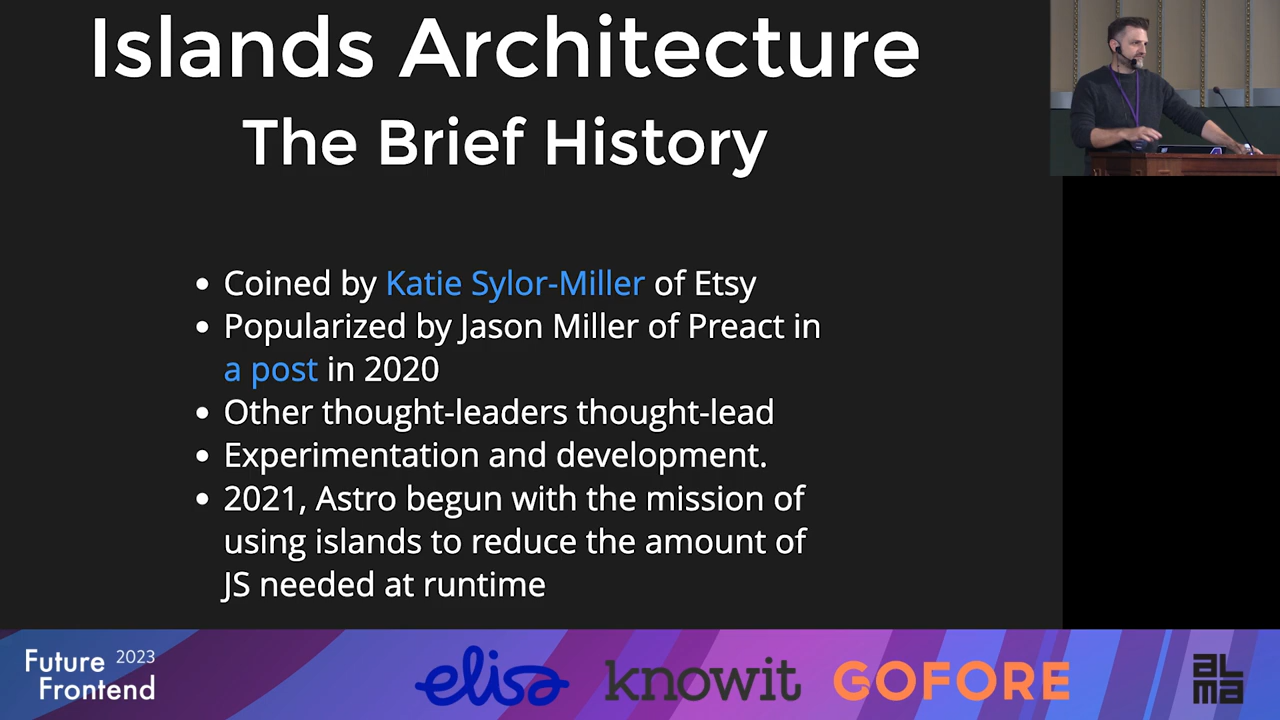 Islands Architecture
The Brief History
• Coined by Katie Sylor-Miller of Etsy
• Popularized by Jason Miller of Preact in
a post in 2020
• Other thought-leaders thought-lead
• Experimentation and development.
• 2021, Astro begun with the mission of
using islands to reduce the amount of
JS needed at runtime
Future 2023
Frontend
elisa
knowit
GOFORE
aL
ma